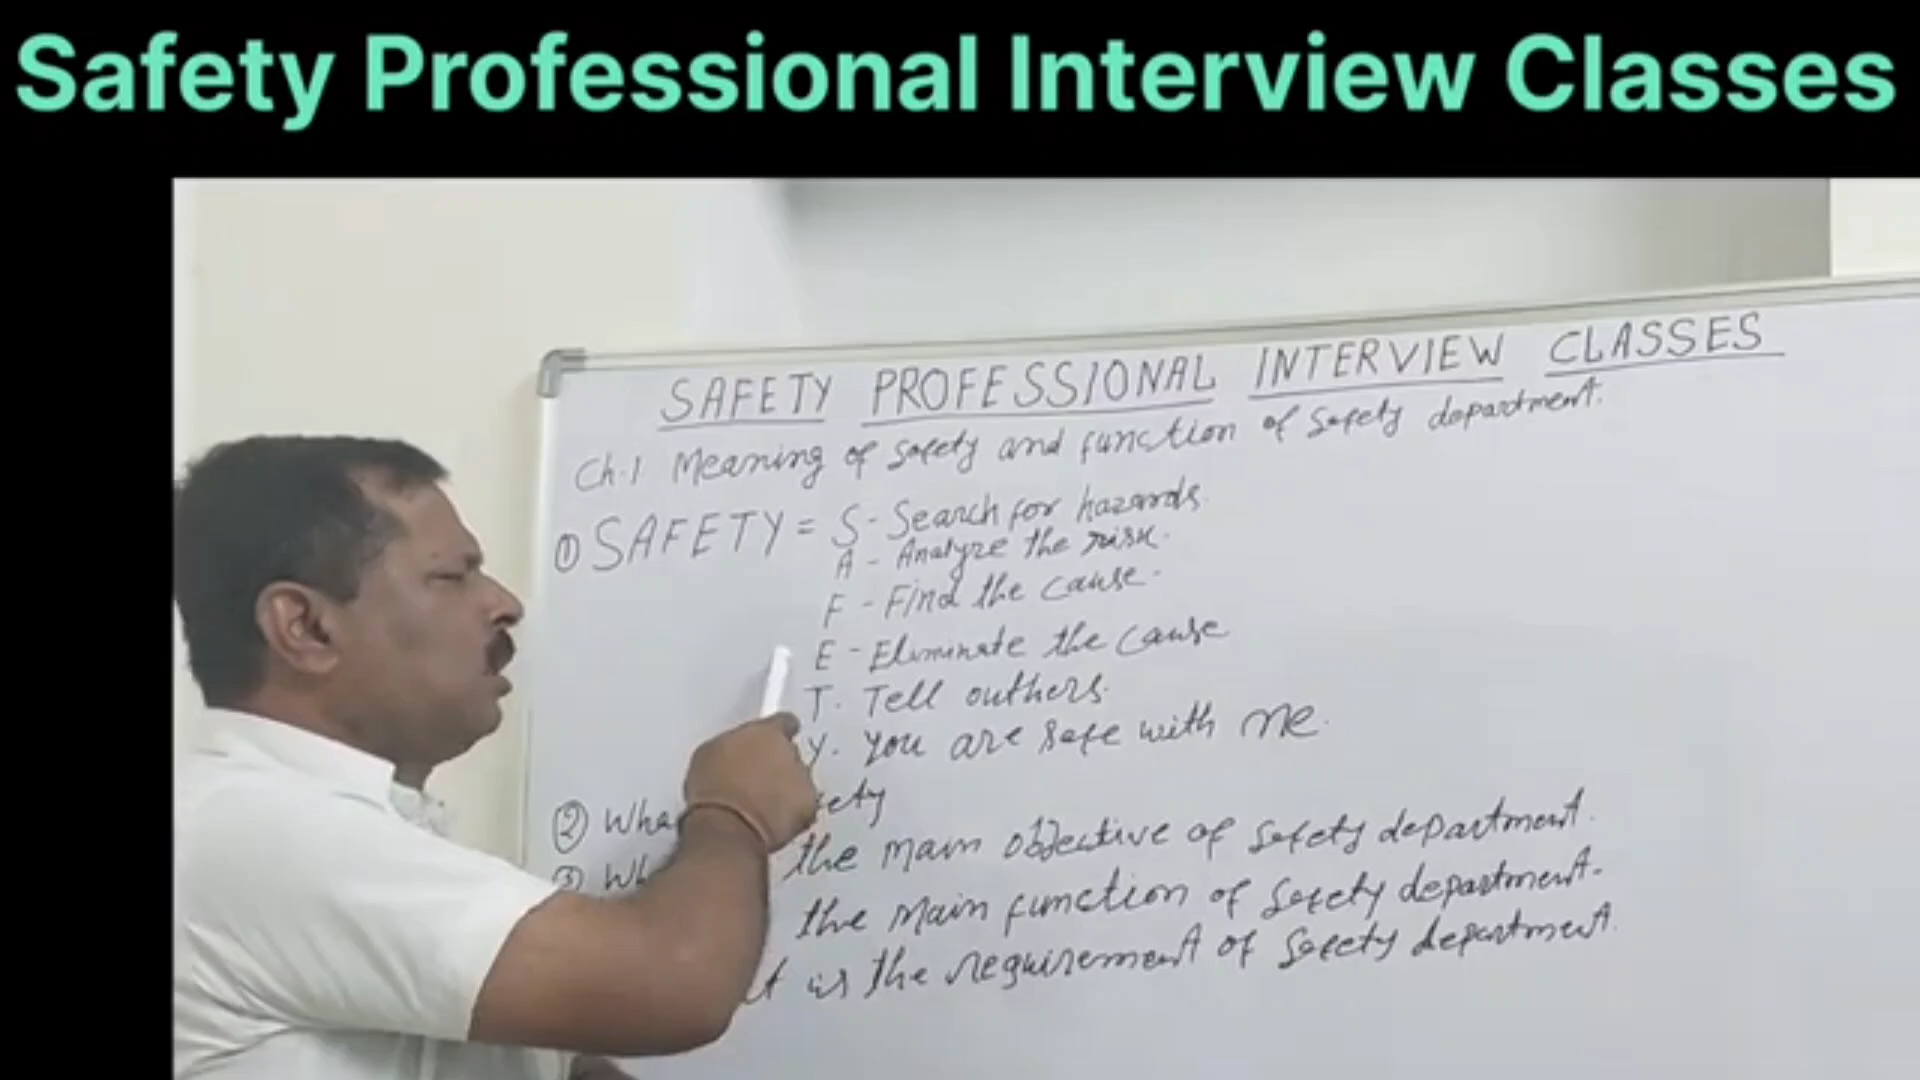 Safety Professional Interview Classes
SAFETY PROFESSIONAL INTERVIEW CLASSES
Ch.1 Meaning of Safety and function of Safety department.
① SAFETY = S - Search for hazards.
A - Analyze the risk.
F - Find the cause.
E - Eliminate the cause
T. Tell outhers.
Y. You are safe with me.
②
③ the main objective of Safety department.
the main function of Safety department.
is the requirement of Safety department.